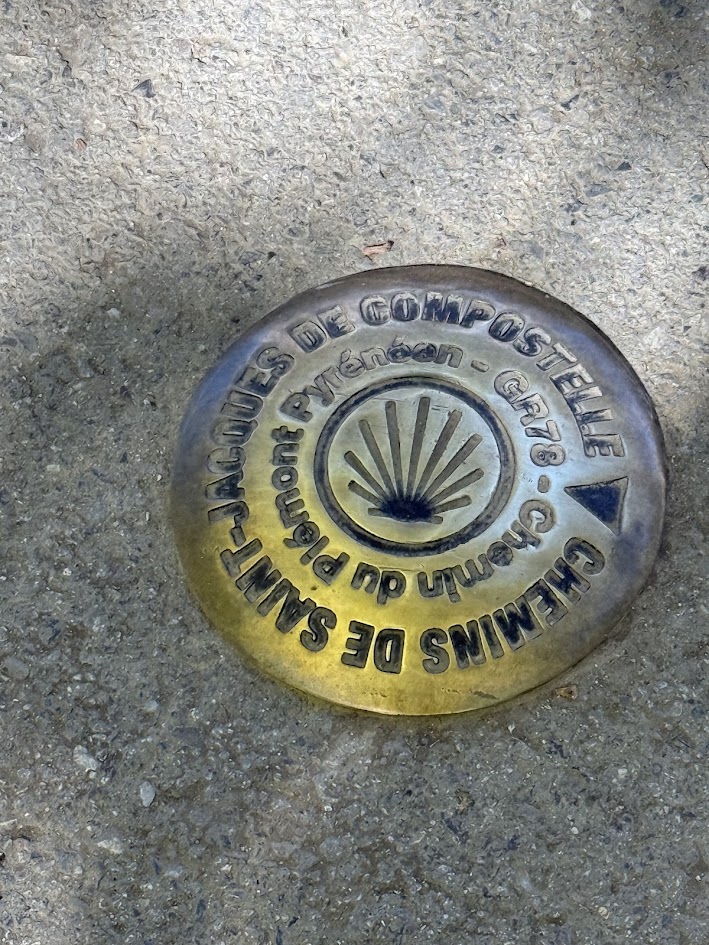 CHEMINS DE SAINT-JACQUES DE COMPOSTELLE
Chemin du Piémont Pyrénéen - GR78 -